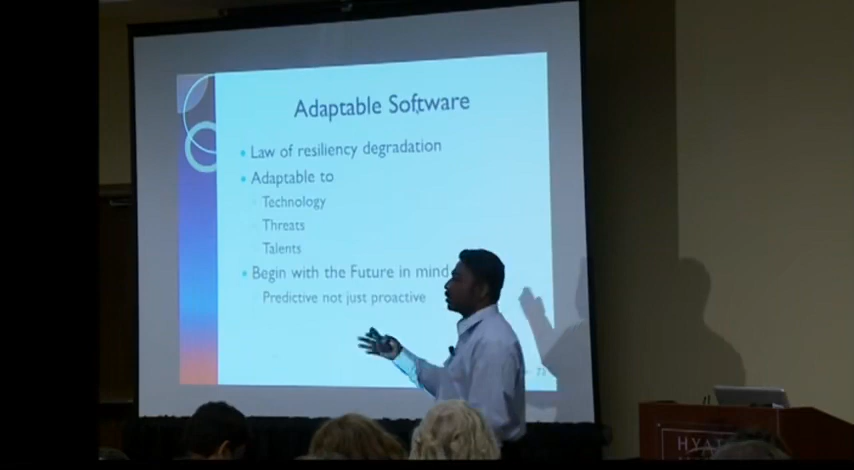 Adaptable Software
• Law of resiliency degradation
• Adaptable to
Technology
Threats
Talents
• Begin with the Future in mind
Predictive not just proactive
73
HYAT